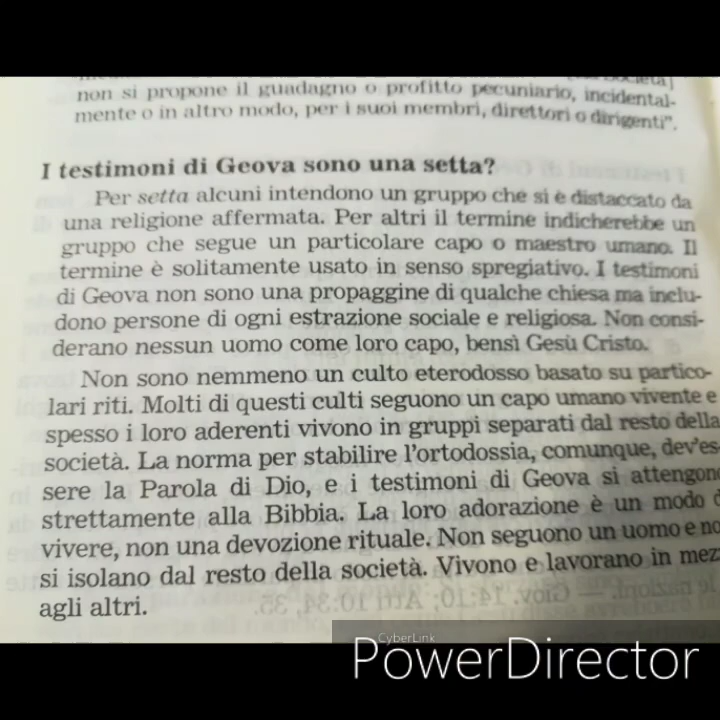 non si propone il guadagno o profitto pecuniario, incidental-
mente o in altro modo, per i suoi membri, direttori o dirigenti".
I testimoni di Geova sono una setta?
Per setta alcuni intendono un gruppo che si è distaccato da
una religione affermata. Per altri il termine indicherebbe un
gruppo che segue un particolare capo o maestro umano. Il
termine è solitamente usato in senso spregiativo. I testimoni
di Geova non sono una propaggine di qualche chiesa ma inclu-
dono persone di ogni estrazione sociale e religiosa. Non consi-
derano nessun uomo come loro capo, bensì Gesù Cristo.
Non sono nemmeno un culto eterodosso basato su partico-
lari riti. Molti di questi culti seguono un capo umano vivente e
spesso i loro aderenti vivono in gruppi separati dal resto della
società. La norma per stabilire l'ortodossia, comunque, dev'es-
sere la Parola di Dio, e i testimoni di Geova si attengon
strettamente alla Bibbia. La loro adorazione è un modo d
vivere, non una devozione rituale. Non seguono un uomo e no
si isolano dal resto della società. Vivono e lavorano in mez
agli altri.
CyberLink
PowerDirector